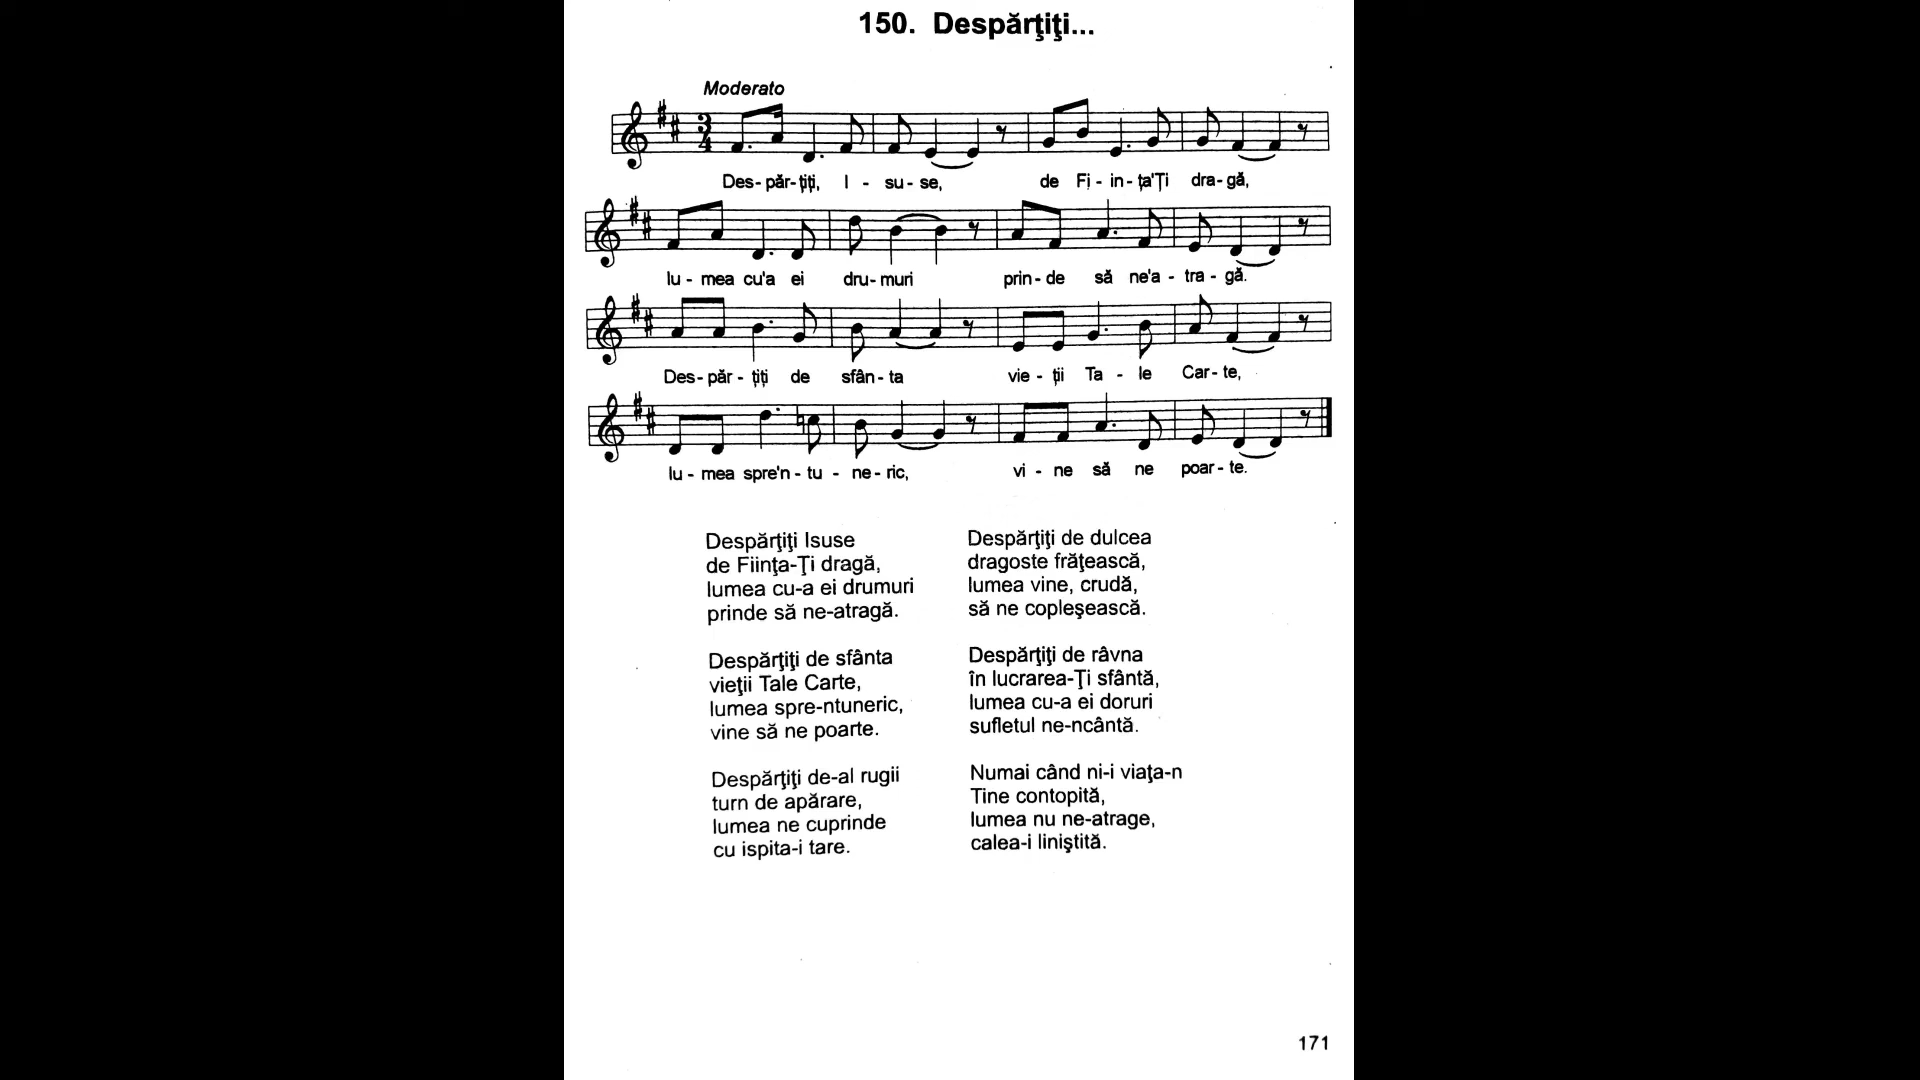 150. Despărţiţi...
Moderato
3
4
Des-păr-ţiţi, I - su-se, de Fi-in-ţa'Ţi dra-gă,
lu - mea cu'a ei dru-muri prin-de să ne'a - tra - gă.
Des-păr - ţiţi de sfân-ta vie - ţii Ta - le Car-te,
lu - mea spre'n-tu - ne-ric, vi - ne să ne poar-te.
Despărţiţi Isuse
de Fiinţa-Ţi dragă,
lumea cu-a ei drumuri
prinde să ne-atragă.
Despărţiţi de sfânta
vieţii Tale Carte,
lumea spre-ntuneric,
vine să ne poarte.
Despărţiţi de-al rugii
turn de apărare,
lumea ne cuprinde
cu ispita-i tare.
Despărţiţi de dulcea
dragoste frăţească,
lumea vine, crudă,
să ne copleşească.
Despărţiţi de râvna
în lucrarea-Ţi sfântă,
lumea cu-a ei doruri
sufletul ne-ncântă.
Numai când ni-i viaţa-n
Tine contopită,
lumea nu ne-atrage,
calea-i liniştită.
171